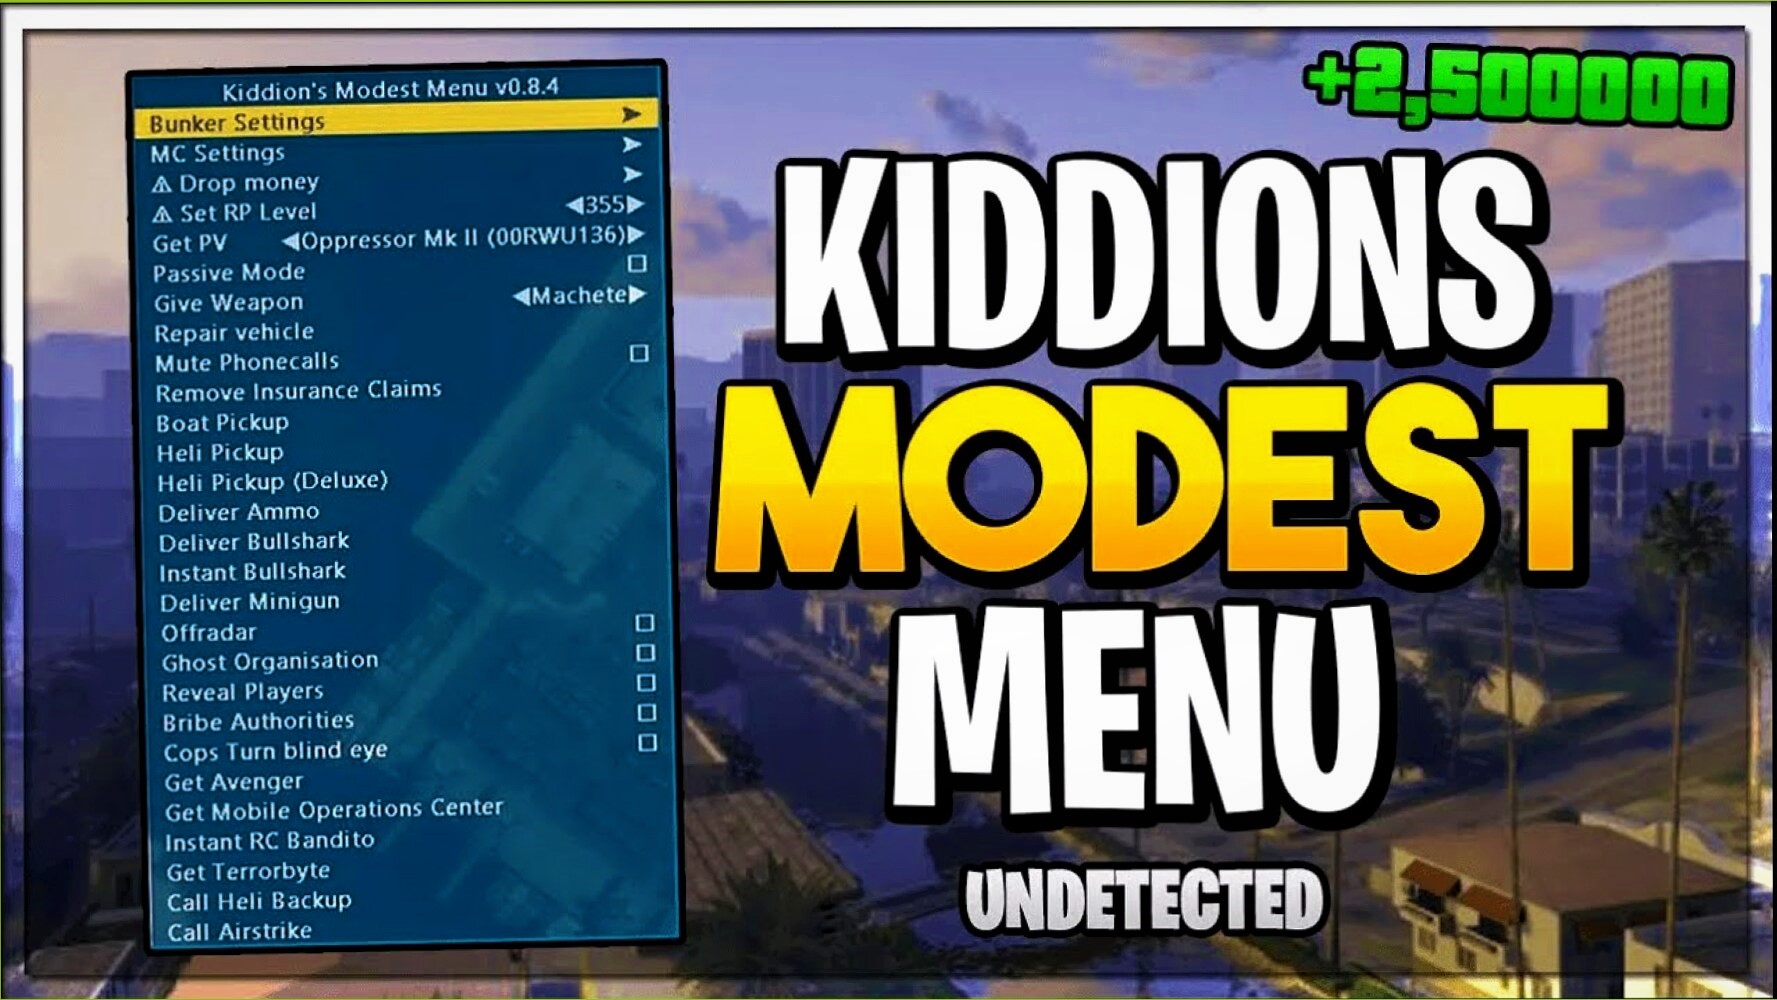 Kiddion's Modest Menu v0.8.4
Bunker Settings
MC Settings
⚠ Drop money
⚠ Set RP Level ◀355▶
Get PV ◀Oppressor Mk II (00RWU136)▶
Passive Mode
Give Weapon ◀Machete▶
Repair vehicle
Mute Phonecalls
Remove Insurance Claims
Boat Pickup
Heli Pickup
Heli Pickup (Deluxe)
Deliver Ammo
Deliver Bullshark
Instant Bullshark
Deliver Minigun
Offradar
Ghost Organisation
Reveal Players
Bribe Authorities
Cops Turn blind eye
Get Avenger
Get Mobile Operations Center
Instant RC Bandito
Get Terrorbyte
Call Heli Backup
Call Airstrike
+2,500000
KIDDIONS
MODEST
MENU
UNDETECTED